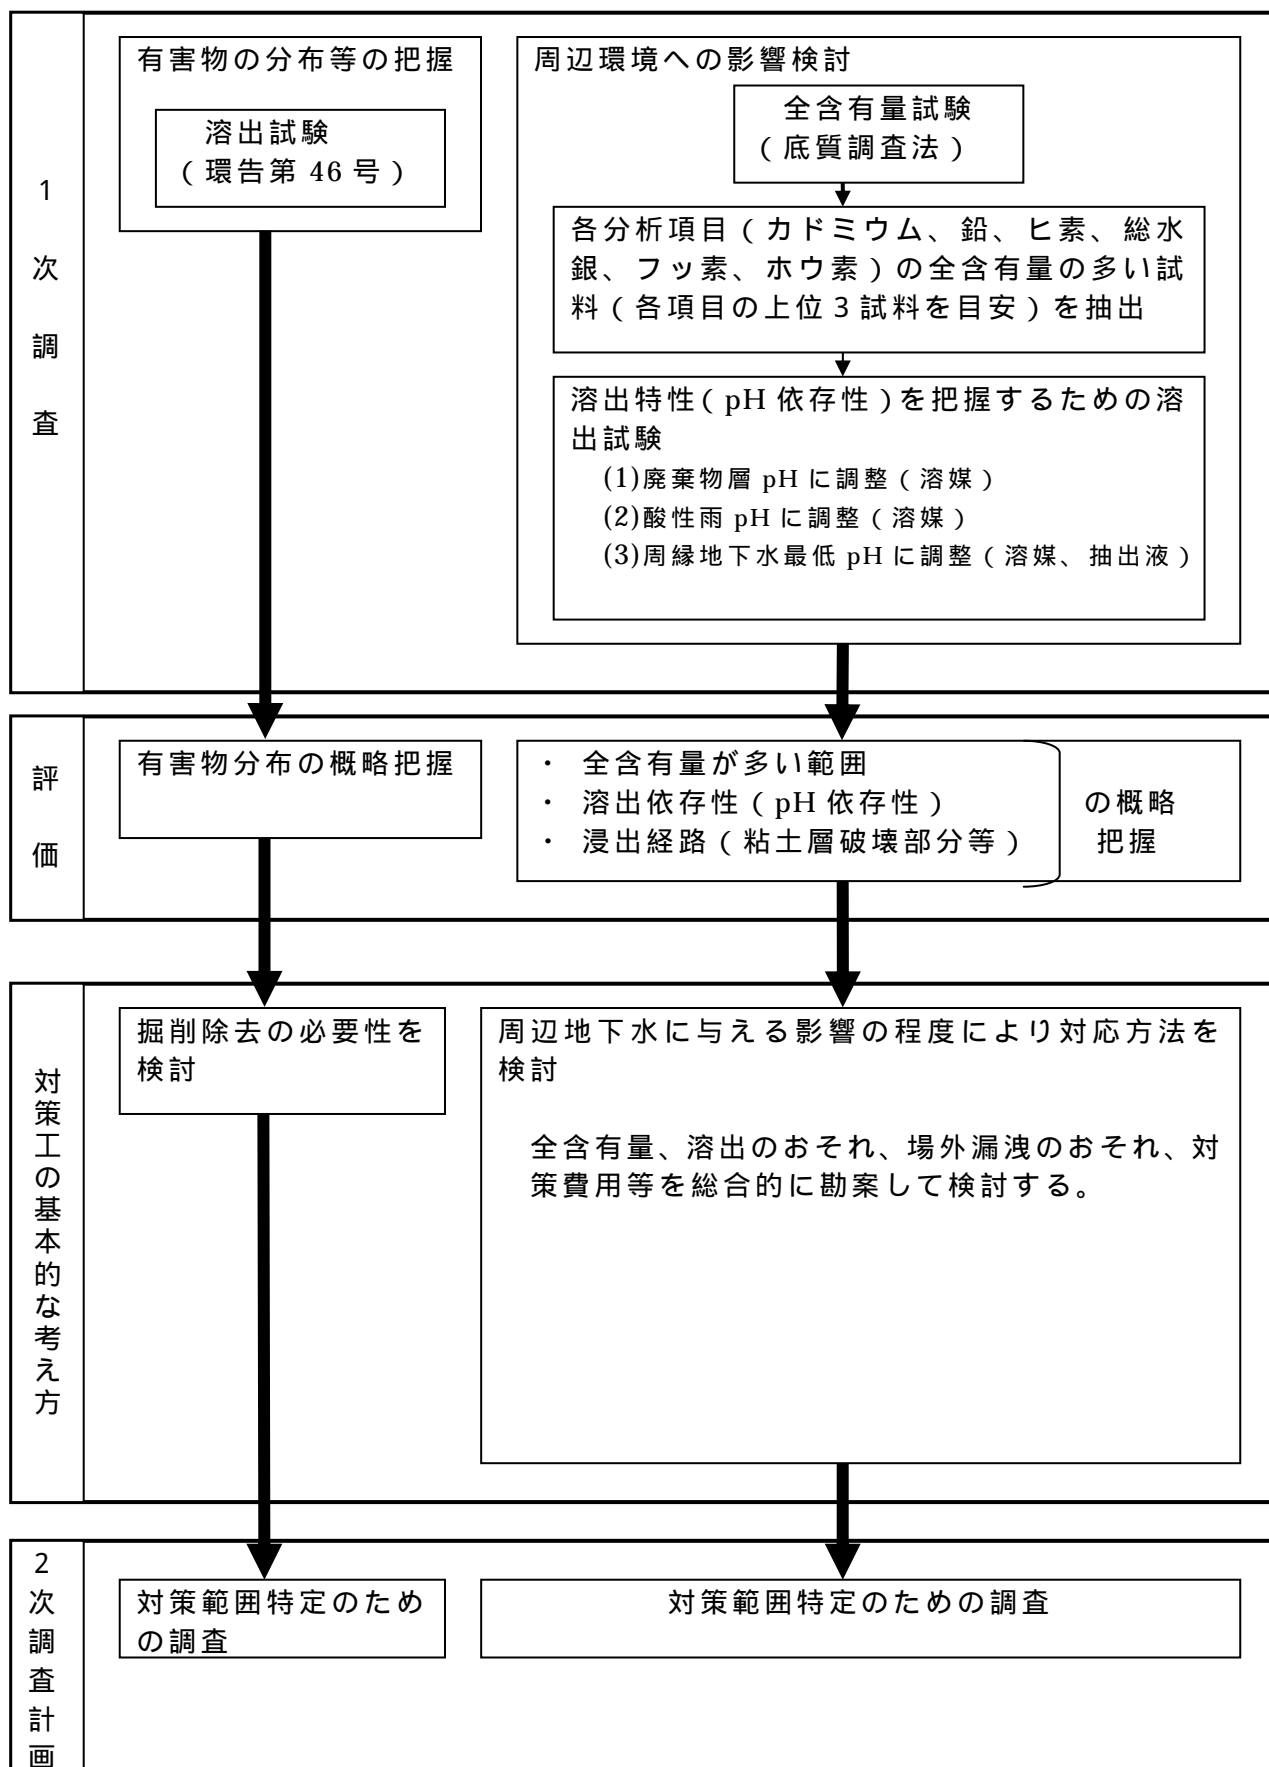 1次調査
有害物の分布等の把握
溶出試験
(環告第 46 号)
周辺環境への影響検討
全含有量試験
(底質調査法)
各分析項目(カドミウム、鉛、ヒ素、総水
銀、フッ素、ホウ素)の全含有量の多い試
料(各項目の上位3試料を目安)を抽出
溶出特性(pH 依存性)を把握するための溶
出試験
(1)廃棄物層 pH に調整(溶媒)
(2)酸性雨 pH に調整(溶媒)
(3)周縁地下水最低 pH に調整(溶媒、抽出液)
評価
有害物分布の概略把握
・ 全含有量が多い範囲
・ 溶出依存性(pH 依存性)
・ 浸出経路(粘土層破壊部分等)
の概略
把握
対策工の基本的な考え方
掘削除去の必要性を
検討
周辺地下水に与える影響の程度により対応方法を
検討
全含有量、溶出のおそれ、場外漏洩のおそれ、対
策費用等を総合的に勘案して検討する。
2次調査計画
対策範囲特定のため
の調査
対策範囲特定のための調査